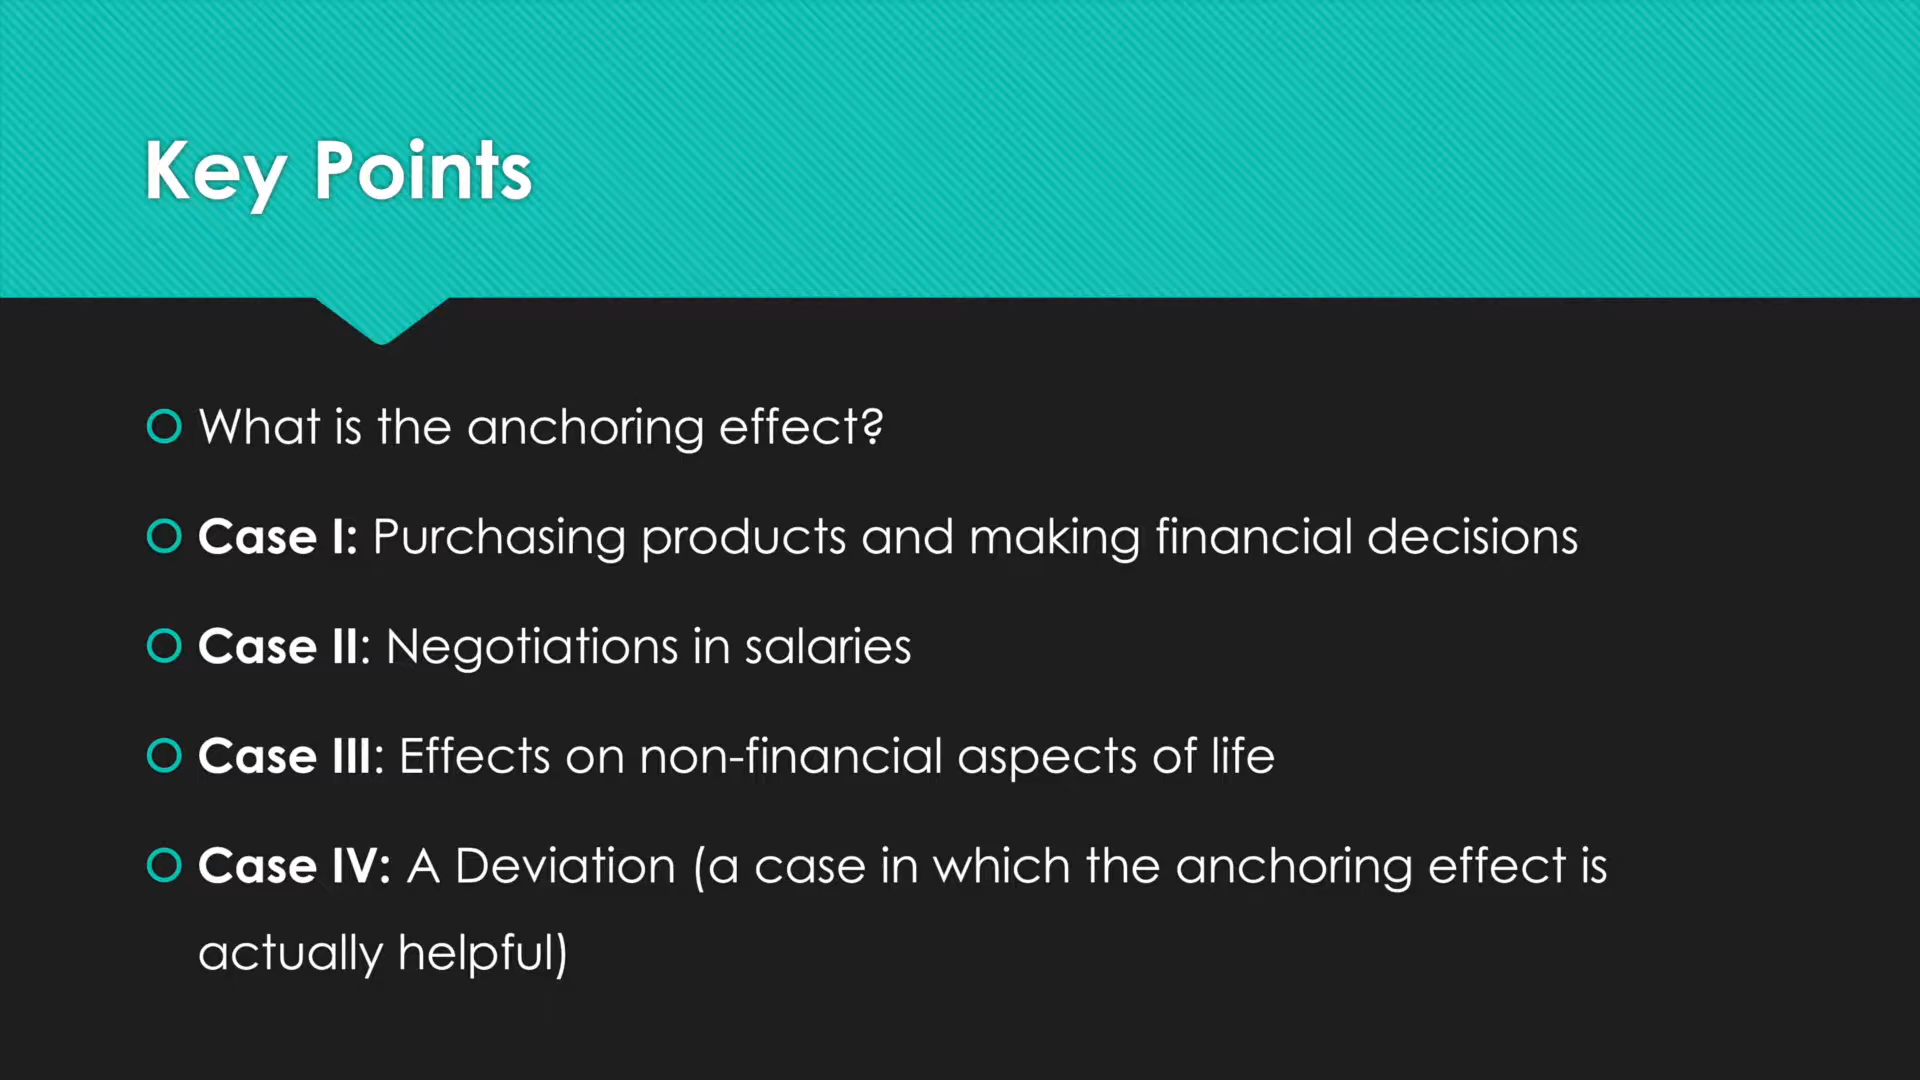 Key Points
What is the anchoring effect?
Case I: Purchasing products and making financial decisions
Case II: Negotiations in salaries
Case III: Effects on non-financial aspects of life
Case IV: A Deviation (a case in which the anchoring effect is
actually helpful)